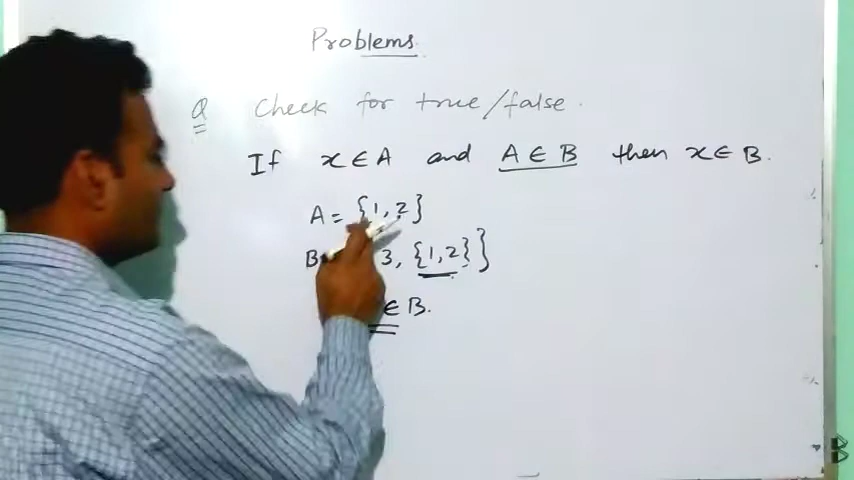 Problems.
Q Check for true/false.
If x ∈ A and A ∈ B then x ∈ B.
A = {1, 2}
B 3, {1, 2}}
∈ B.